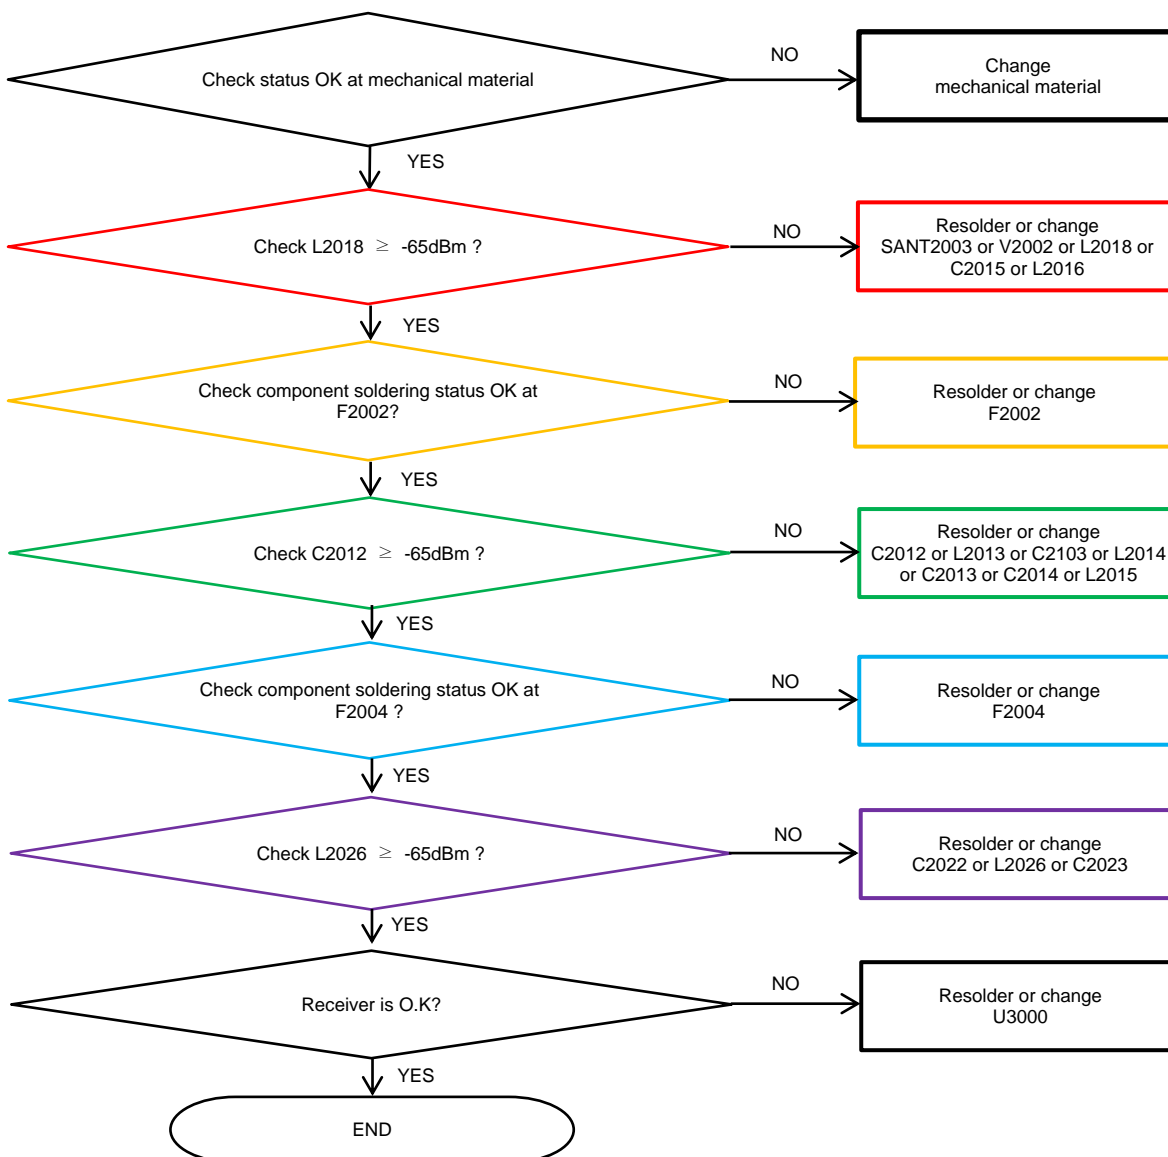 Check status OK at mechanical material
NO
Change
mechanical material
YES
Check L2018 ≥ -65dBm ?
NO
Resolder or change
SANT2003 or V2002 or L2018 or
C2015 or L2016
YES
Check component soldering status OK at
F2002?
NO
Resolder or change
F2002
YES
Check C2012 ≥ -65dBm ?
NO
Resolder or change
C2012 or L2013 or C2103 or L2014
or C2013 or C2014 or L2015
YES
Check component soldering status OK at
F2004 ?
NO
Resolder or change
F2004
YES
Check L2026 ≥ -65dBm ?
NO
Resolder or change
C2022 or L2026 or C2023
YES
Receiver is O.K?
NO
Resolder or change
U3000
YES
END